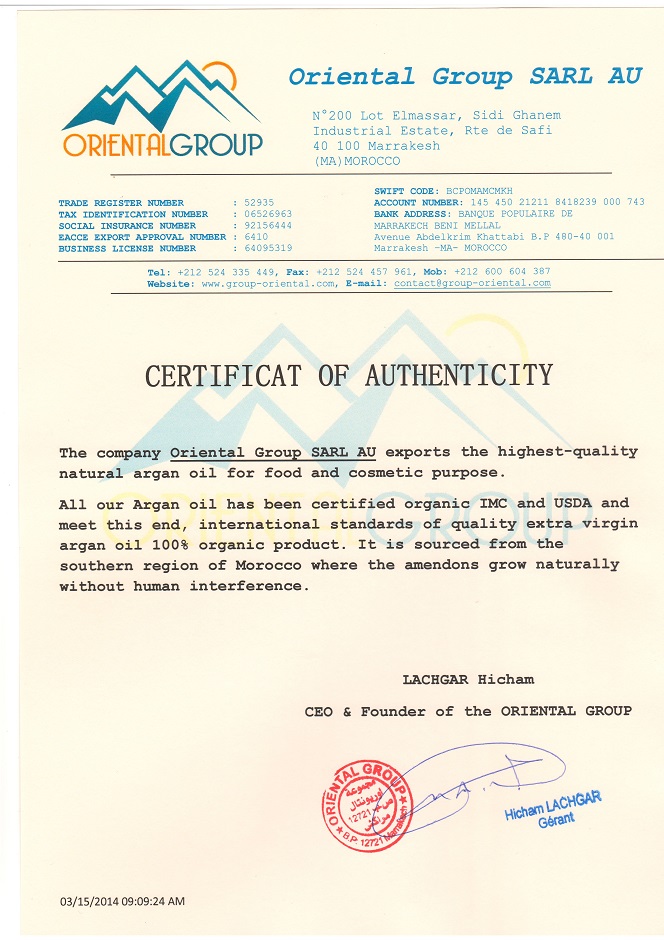 ORIENTALGROUP
Oriental Group SARL AU
N°200 Lot Elmassar, Sidi Ghanem
Industrial Estate, Rte de Safi
40 100 Marrakesh
(MA)MOROCCO
TRADE REGISTER NUMBER : 52935
TAX IDENTIFICATION NUMBER : 06526963
SOCIAL INSURANCE NUMBER : 92156444
EACCE EXPORT APPROVAL NUMBER : 6410
BUSINESS LICENSE NUMBER : 64095319
SWIFT CODE: BCPOMAMCMKH
ACCOUNT NUMBER: 145 450 21211 8418239 000 743
BANK ADDRESS: BANQUE POPULAIRE DE
MARRAKECH BENI MELLAL
Avenue Abdelkrim Khattabi B.P 480-40 001
Marrakesh -MA- MOROCCO
Tel: +212 524 335 449, Fax: +212 524 457 961, Mob: +212 600 604 387
Website: www.group-oriental.com, E-mail: contact@group-oriental.com
CERTIFICAT OF AUTHENTICITY
The company Oriental Group SARL AU exports the highest-quality
natural argan oil for food and cosmetic purpose.
All our Argan oil has been certified organic IMC and USDA and
meet this end, international standards of quality extra virgin
argan oil 100% organic product. It is sourced from the
southern region of Morocco where the amendons grow naturally
without human interference.
ORIENTALGROUP
LACHGAR Hicham
CEO & Founder of the ORIENTAL GROUP
ORIENTAL GROUP
مجموعة
اوريونتال
ص.ب 12721
مراكش
B.P. 12721 Marrakech
Hicham LACHGAR
Gérant
03/15/2014 09:09:24 AM